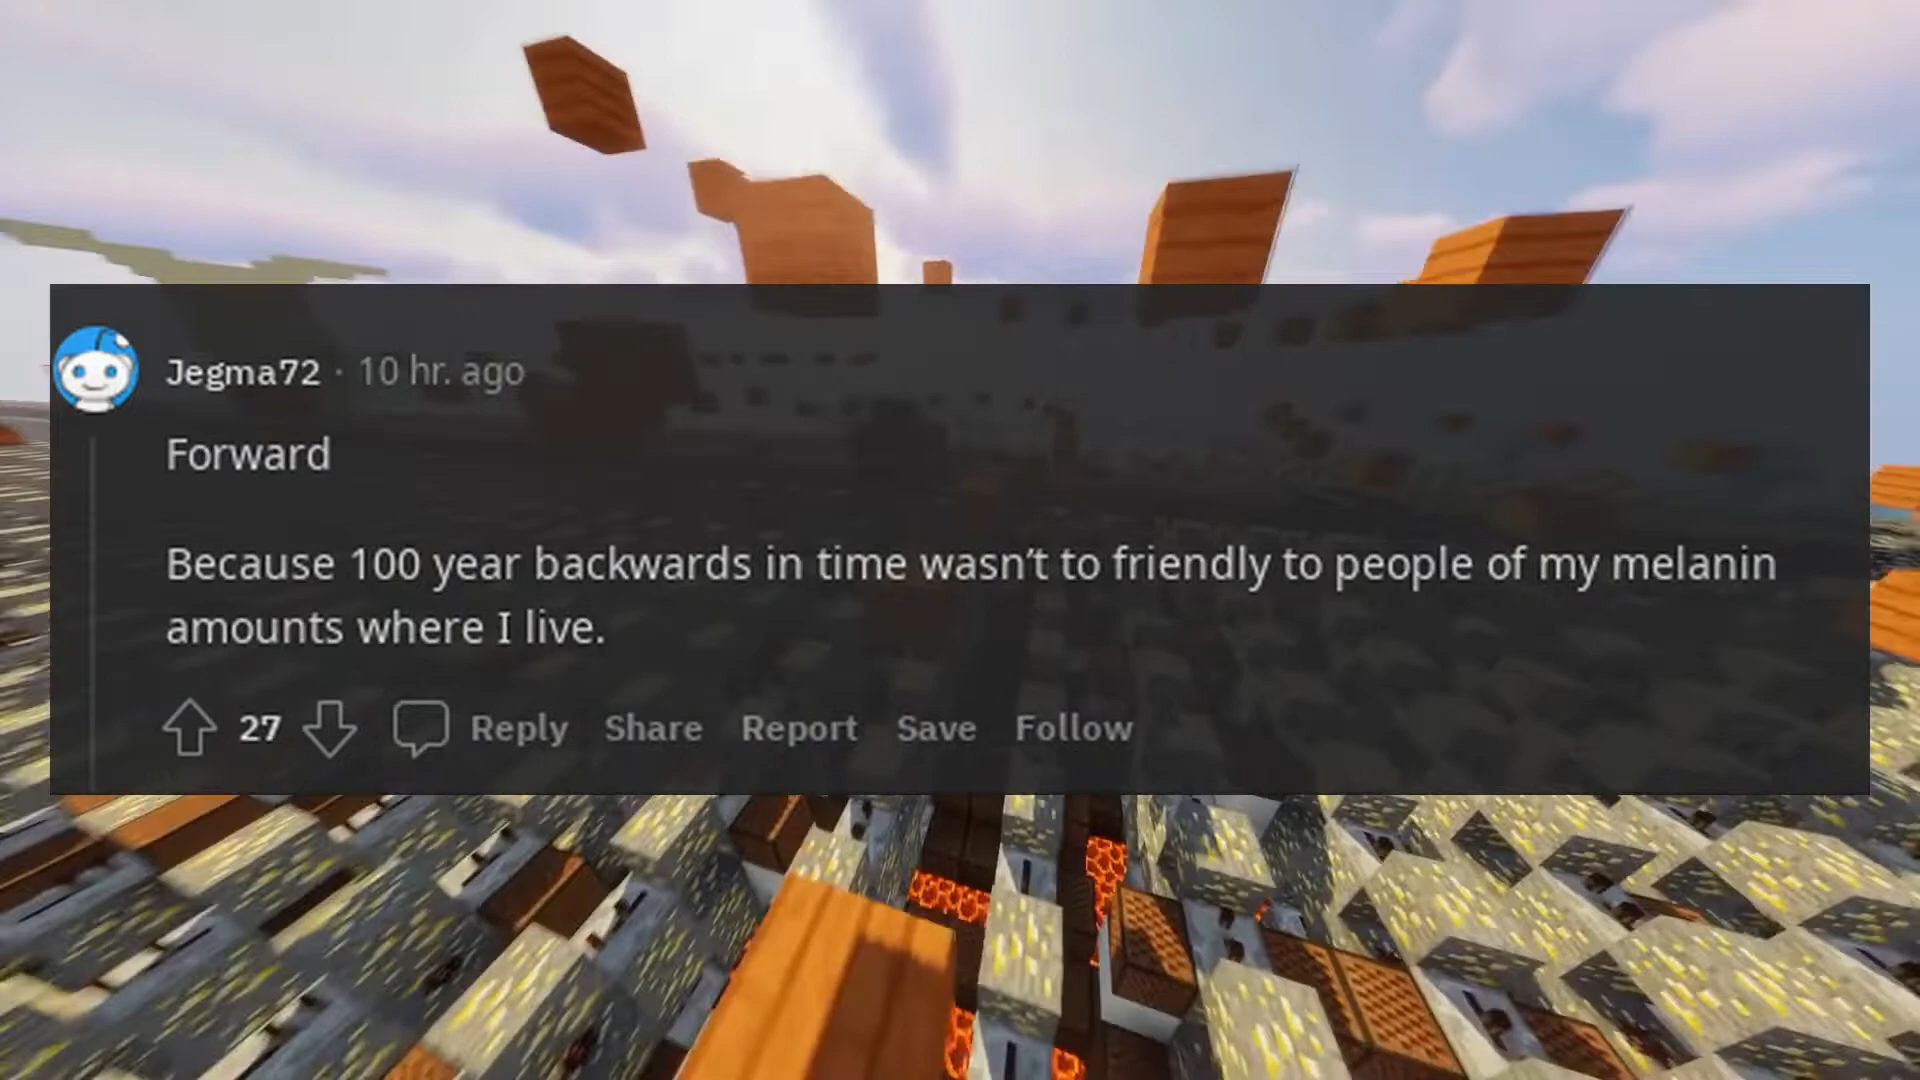 Jegma72 · 10 hr. ago
Forward
Because 100 year backwards in time wasn't to friendly to people of my melanin
amounts where I live.
27 Reply Share Report Save Follow